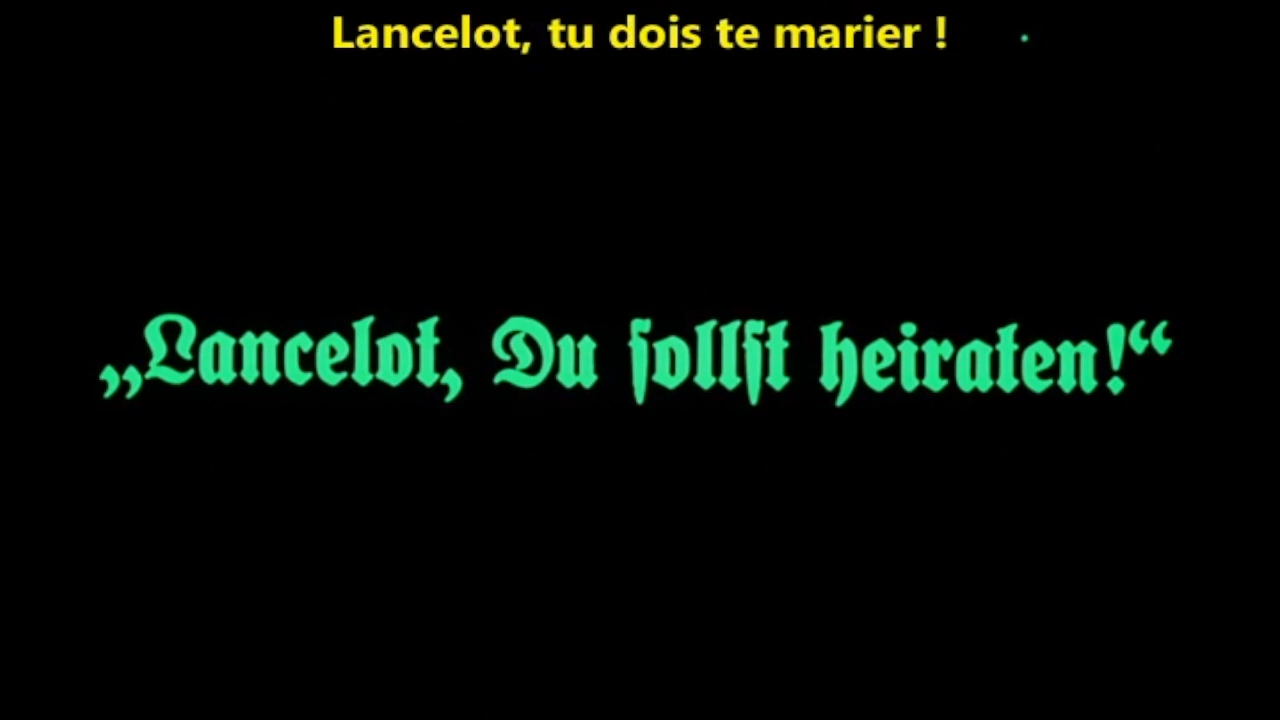 Lancelot, tu dois te marier !
„Lancelot, Du ſollſt heiraten!“